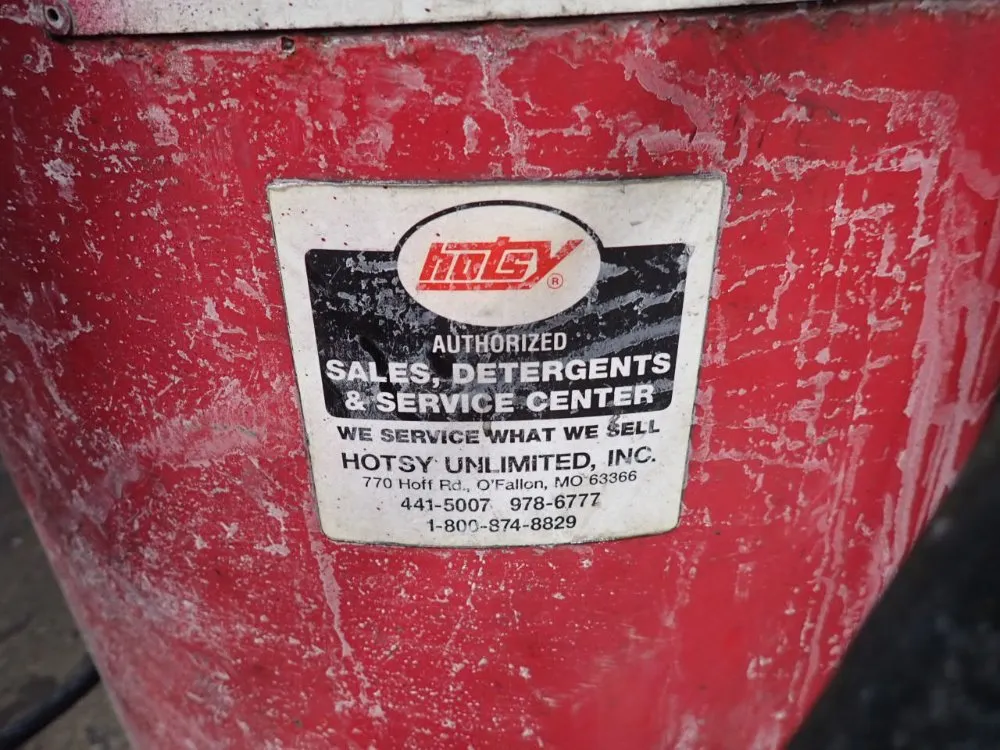 hotsy ®
AUTHORIZED
SALES, DETERGENTS
& SERVICE CENTER
WE SERVICE WHAT WE SELL
HOTSY UNLIMITED, INC.
770 Hoff Rd., O'Fallon, MO 63366
441-5007 978-6777
1-800-874-8829